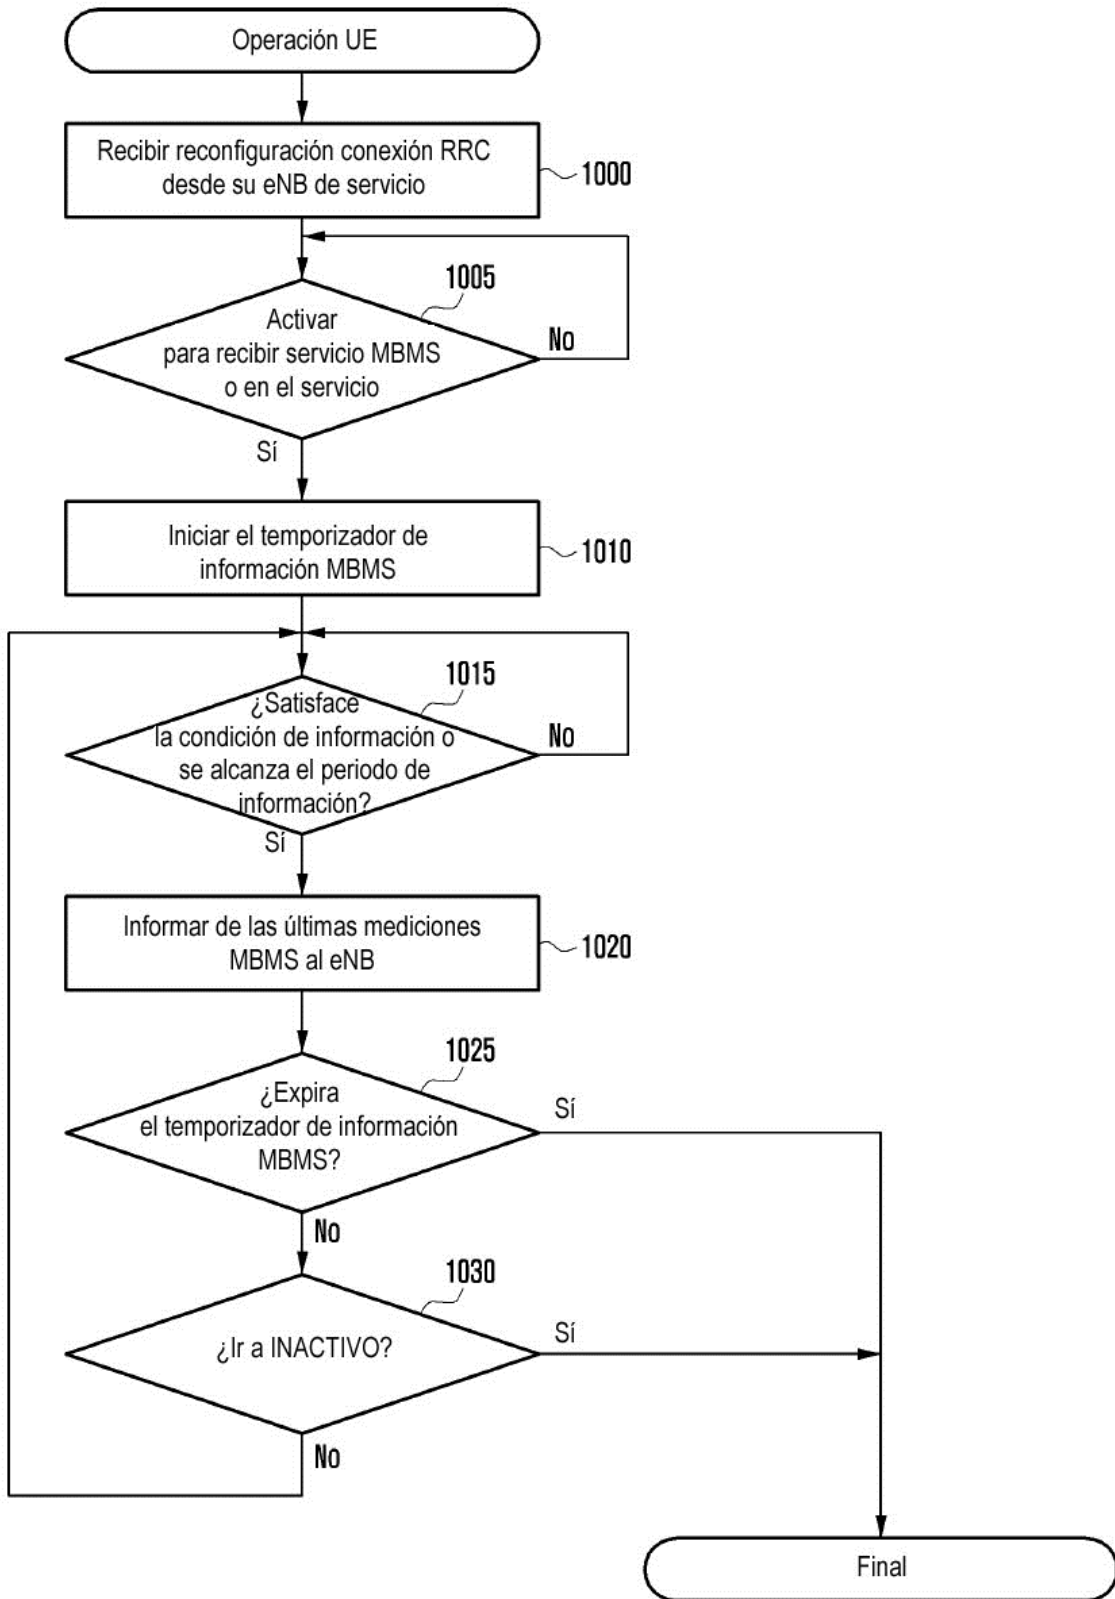 Operación UE
Recibir reconfiguración conexión RRC
desde su eNB de servicio
1000
1005
Activar
para recibir servicio MBMS
o en el servicio
No
Sí
Iniciar el temporizador de
información MBMS
1010
1015
¿Satisface
la condición de información o
se alcanza el periodo de
información?
No
Sí
Informar de las últimas mediciones
MBMS al eNB
1020
1025
¿Expira
el temporizador de información
MBMS?
Sí
No
1030
¿Ir a INACTIVO?
Sí
No
Final